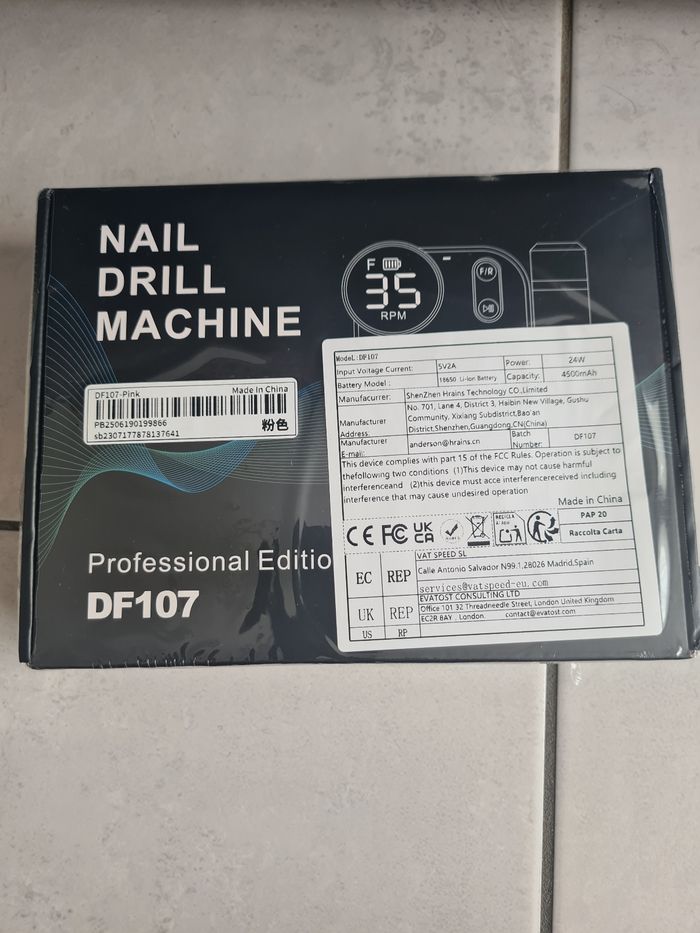 NAIL
DRILL
MACHINE
F
35
RPM
F/R
DF107-Pink Made In China
PB2506190199866
sb2307177878137641 粉色
Professional Editio
DF107
Model:DF107
Input Voltage Current: 5V2A Power: 24W
Battery Model : 18650 Li-Ion Battery Capacity: 4500mAh
Manufacurrer: ShenZhen Hrains Technology CO.,Limited
Manufacturer Address: No. 701, Lane 4, District 3, Haibin New Village, Gushu
Community, Xixiang Subdistrict,Bao'an
District,Shenzhen,Guangdong,CN(China)
Manufacturer E-mail: anderson@hrains.cn Batch Number: DF107
This device complies with part 15 of the FCC Rules. Operation is subject to
thefollowing two conditions (1)This device may not cause harmful
interferenceand (2)this device must acce interferencereceived including
interference that may cause undesired operation
Made in China
CE FC UK CA RECICLA PAP 20
Raccolta Carta
EC REP VAT SPEED SL
Calle Antonio Salvador N99.1,28026 Madrid,Spain
services@vatspeed-eu.com
UK REP EVATOST CONSULTING LTD
Office 101 32 Threadneedle Street, London United Kingdom
EC2R 8AY . London. contact@evatost.com
US RP